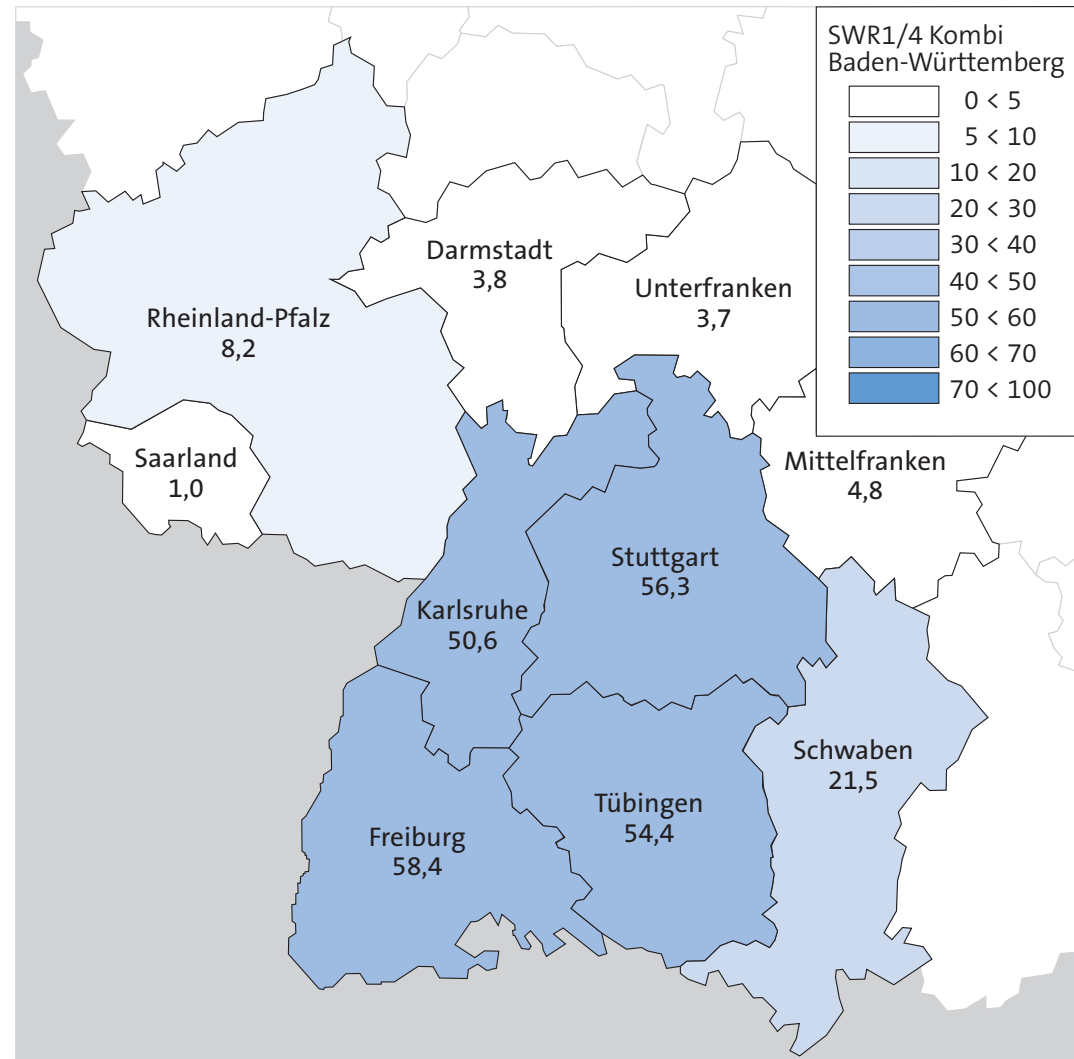 SWR1/4 Kombi
Baden-Württemberg
0 < 5
5 < 10
10 < 20
20 < 30
30 < 40
40 < 50
50 < 60
60 < 70
70 < 100
Darmstadt
3,8
Unterfranken
3,7
Rheinland-Pfalz
8,2
Saarland
1,0
Mittelfranken
4,8
Stuttgart
56,3
Karlsruhe
50,6
Schwaben
21,5
Tübingen
54,4
Freiburg
58,4